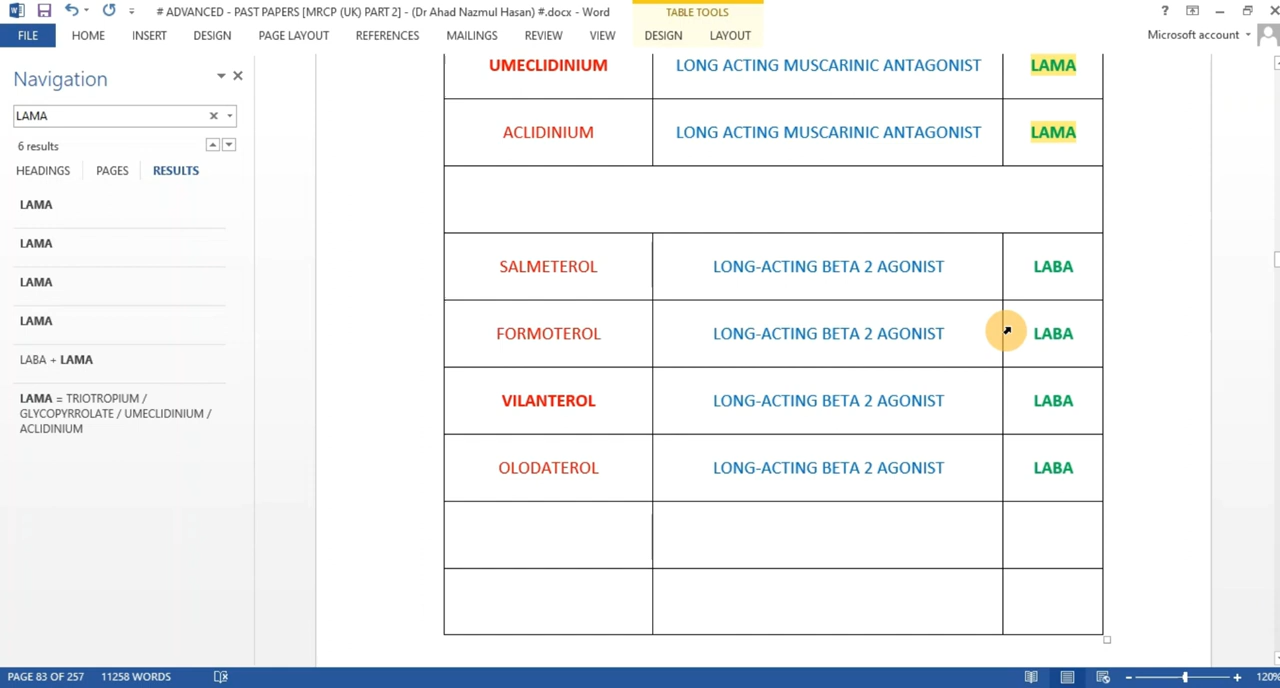 # ADVANCED - PAST PAPERS [MRCP (UK) PART 2] - (Dr Ahad Nazmul Hasan) #.docx - Word
TABLE TOOLS
FILE HOME INSERT DESIGN PAGE LAYOUT REFERENCES MAILINGS REVIEW VIEW DESIGN LAYOUT Microsoft account
Navigation
LAMA
6 results
HEADINGS PAGES RESULTS
LAMA
LAMA
LAMA
LAMA
LABA + LAMA
LAMA = TRIOTROPIUM /
GLYCOPYRROLATE / UMECLIDINIUM /
ACLIDINIUM
UMECLIDINIUM LONG ACTING MUSCARINIC ANTAGONIST LAMA
ACLIDINIUM LONG ACTING MUSCARINIC ANTAGONIST LAMA
SALMETEROL LONG-ACTING BETA 2 AGONIST LABA
FORMOTEROL LONG-ACTING BETA 2 AGONIST LABA
VILANTEROL LONG-ACTING BETA 2 AGONIST LABA
OLODATEROL LONG-ACTING BETA 2 AGONIST LABA
PAGE 83 OF 257 11258 WORDS 120%